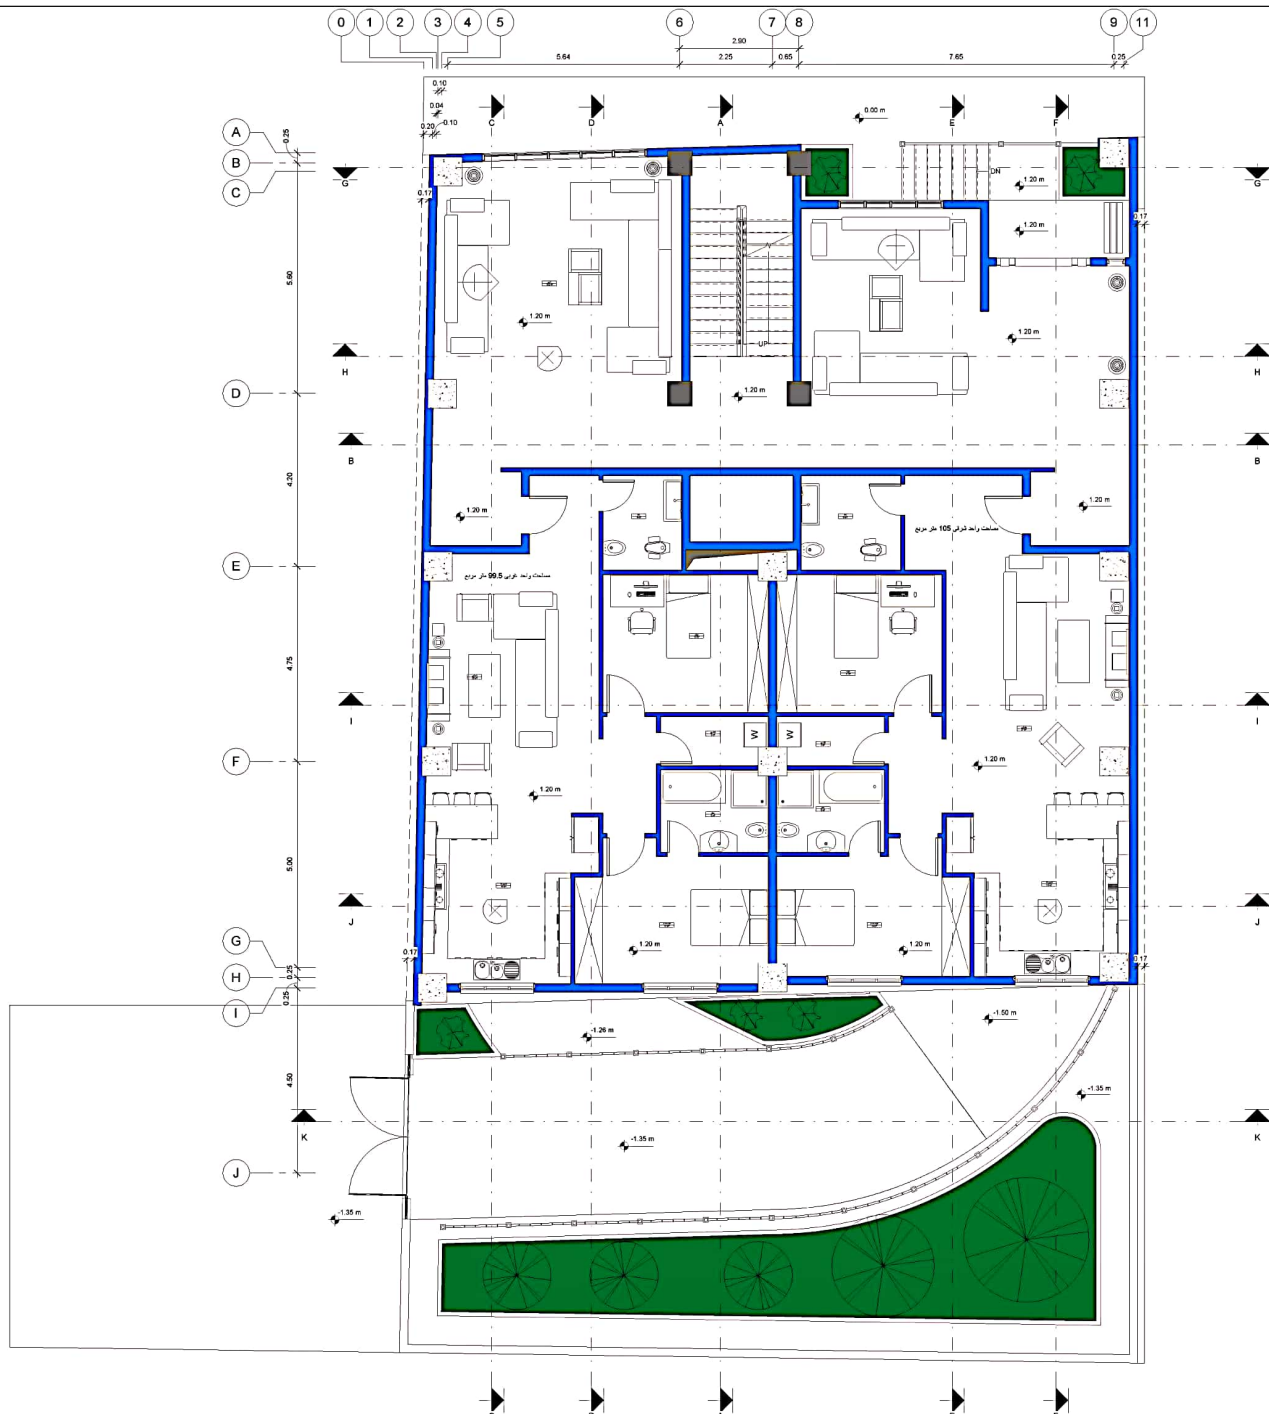 0 1 2 3 4 5 6 7 8 9 11
2.90
5.64 2.25 0.65 7.65 0.25
0.10
0.04
0.20 0.10
C D A E F
0.00 m
A
0.25
B
C
G G
DN
1.20 m
0.17 0.17
1.20 m
5.60
1.20 m
1.20 m
UP
H H
D
1.20 m
B B
4.20
1.20 m
1.20 m
مساحت واحد شرقی 105 متر مربع
E
مساحت واحد غربی 99.5 متر مربع
4.75
I I
W W
F
1.20 m
1.20 m
5.00
J J
G
1.20 m 1.20 m
0.17 0.17
0.25
H
0.25
I
-1.50 m
-1.26 m
4.50
-1.35 m
K K
-1.35 m
J
-1.35 m